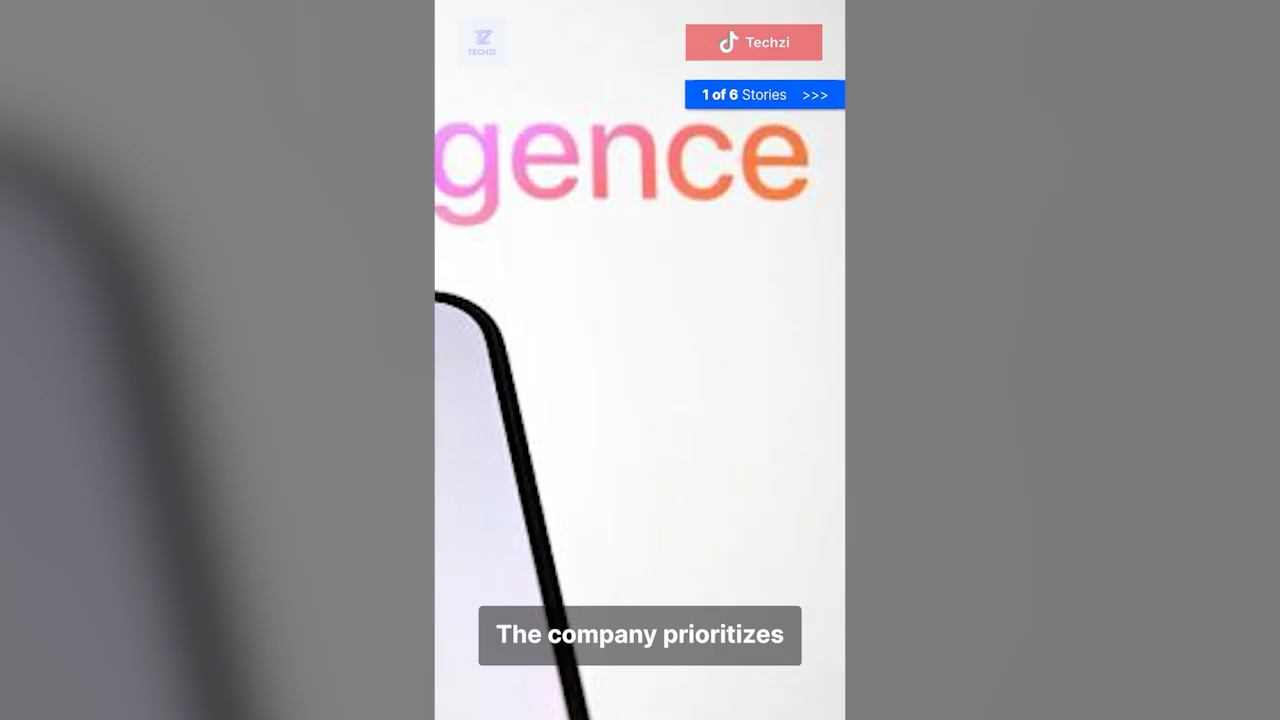 TECHZI
Techzi
1 of 6 Stories >>>
gence
The company prioritizes